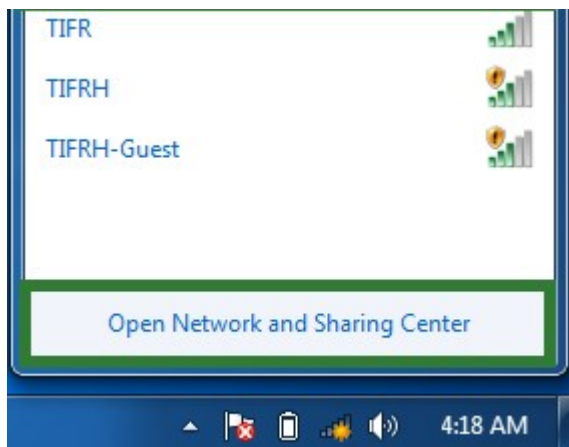 TIFR
TIFRH
TIFRH-Guest
Open Network and Sharing Center
4:18 AM